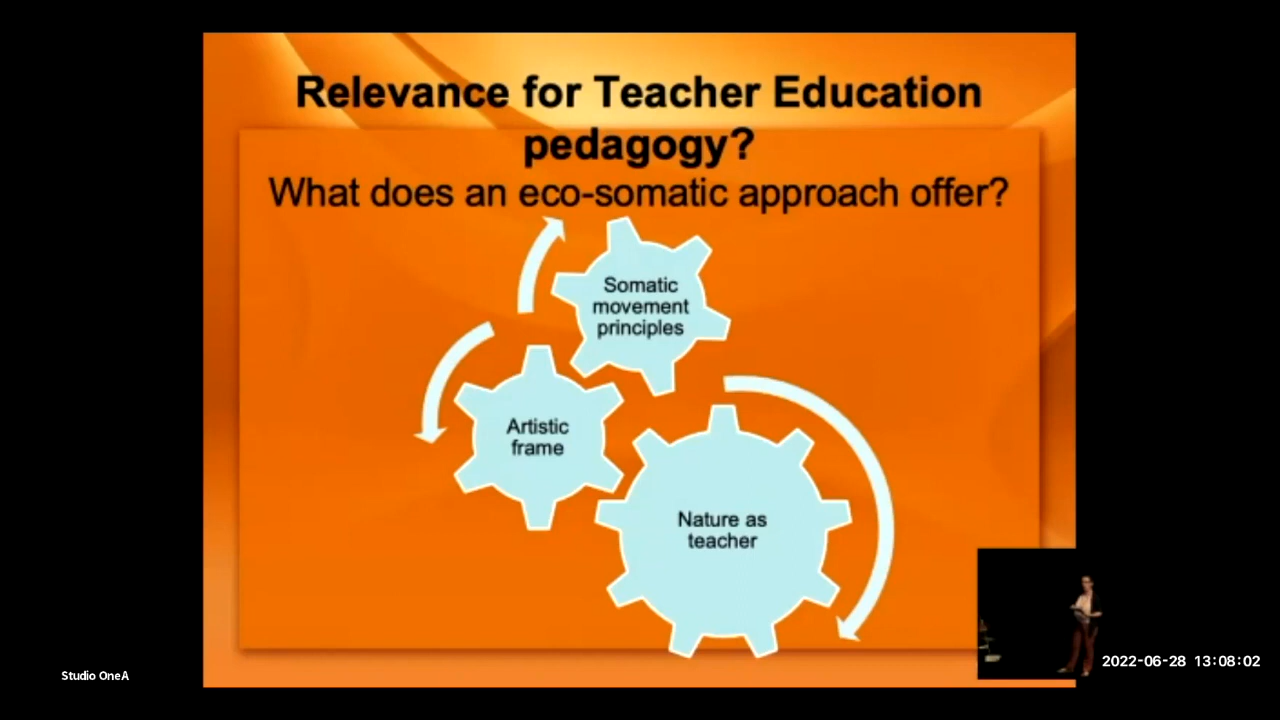 Relevance for Teacher Education
pedagogy?
What does an eco-somatic approach offer?
Somatic
movement
principles
Artistic
frame
Nature as
teacher
Studio OneA
2022-06-28 13:08:02